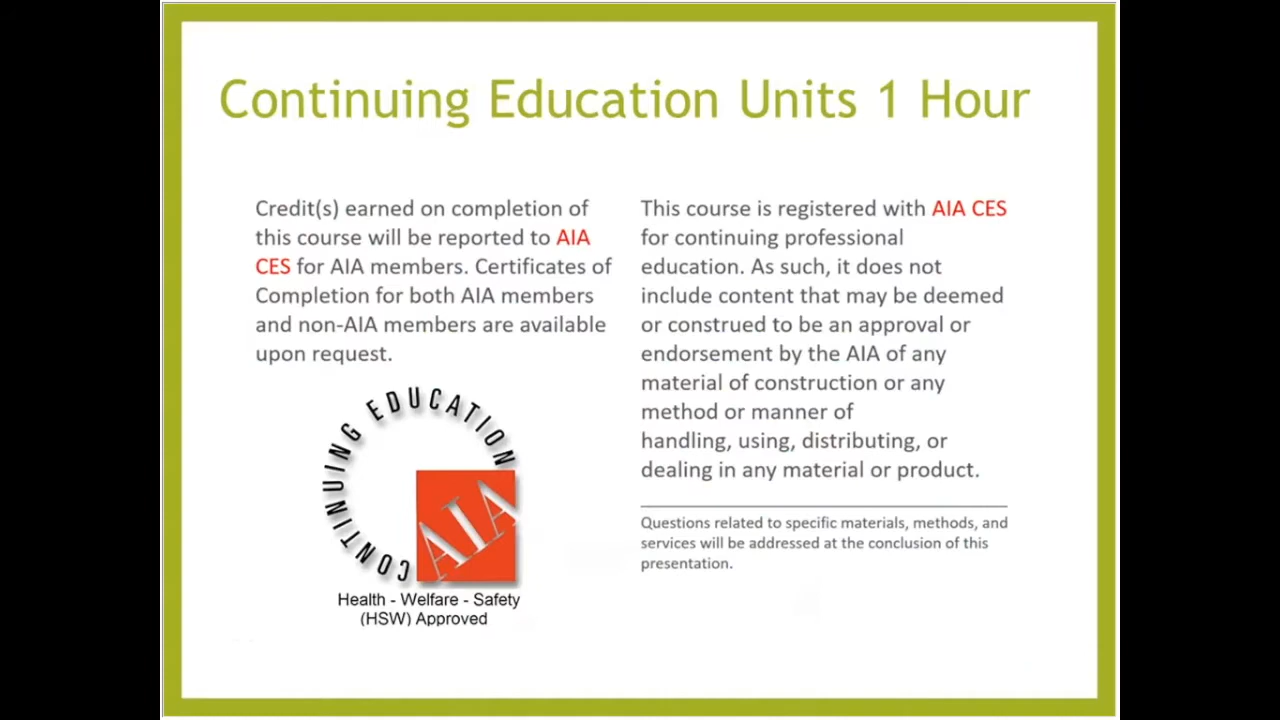 Continuing Education Units 1 Hour
Credit(s) earned on completion of
this course will be reported to AIA
CES for AIA members. Certificates of
Completion for both AIA members
and non-AIA members are available
upon request.
CONTINUING EDUCATION
AIA
Health - Welfare - Safety
(HSW) Approved
This course is registered with AIA CES
for continuing professional
education. As such, it does not
include content that may be deemed
or construed to be an approval or
endorsement by the AIA of any
material of construction or any
method or manner of
handling, using, distributing, or
dealing in any material or product.
Questions related to specific materials, methods, and
services will be addressed at the conclusion of this
presentation.